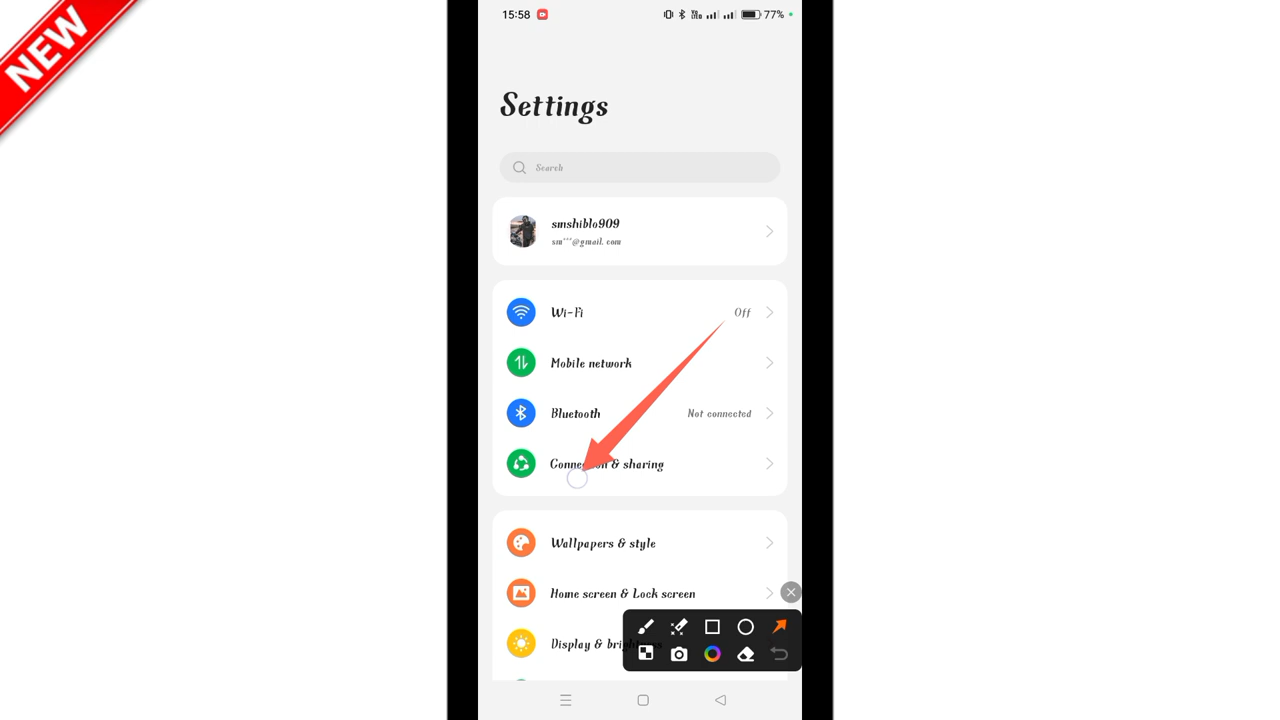 NEW
15:58
77%
Settings
Search
smshiblo909
sm***@gmail.com
Wi-Fi
Off
Mobile network
Bluetooth
Not connected
Connection & sharing
Wallpapers & style
Home screen & Lock screen
Display & brightness